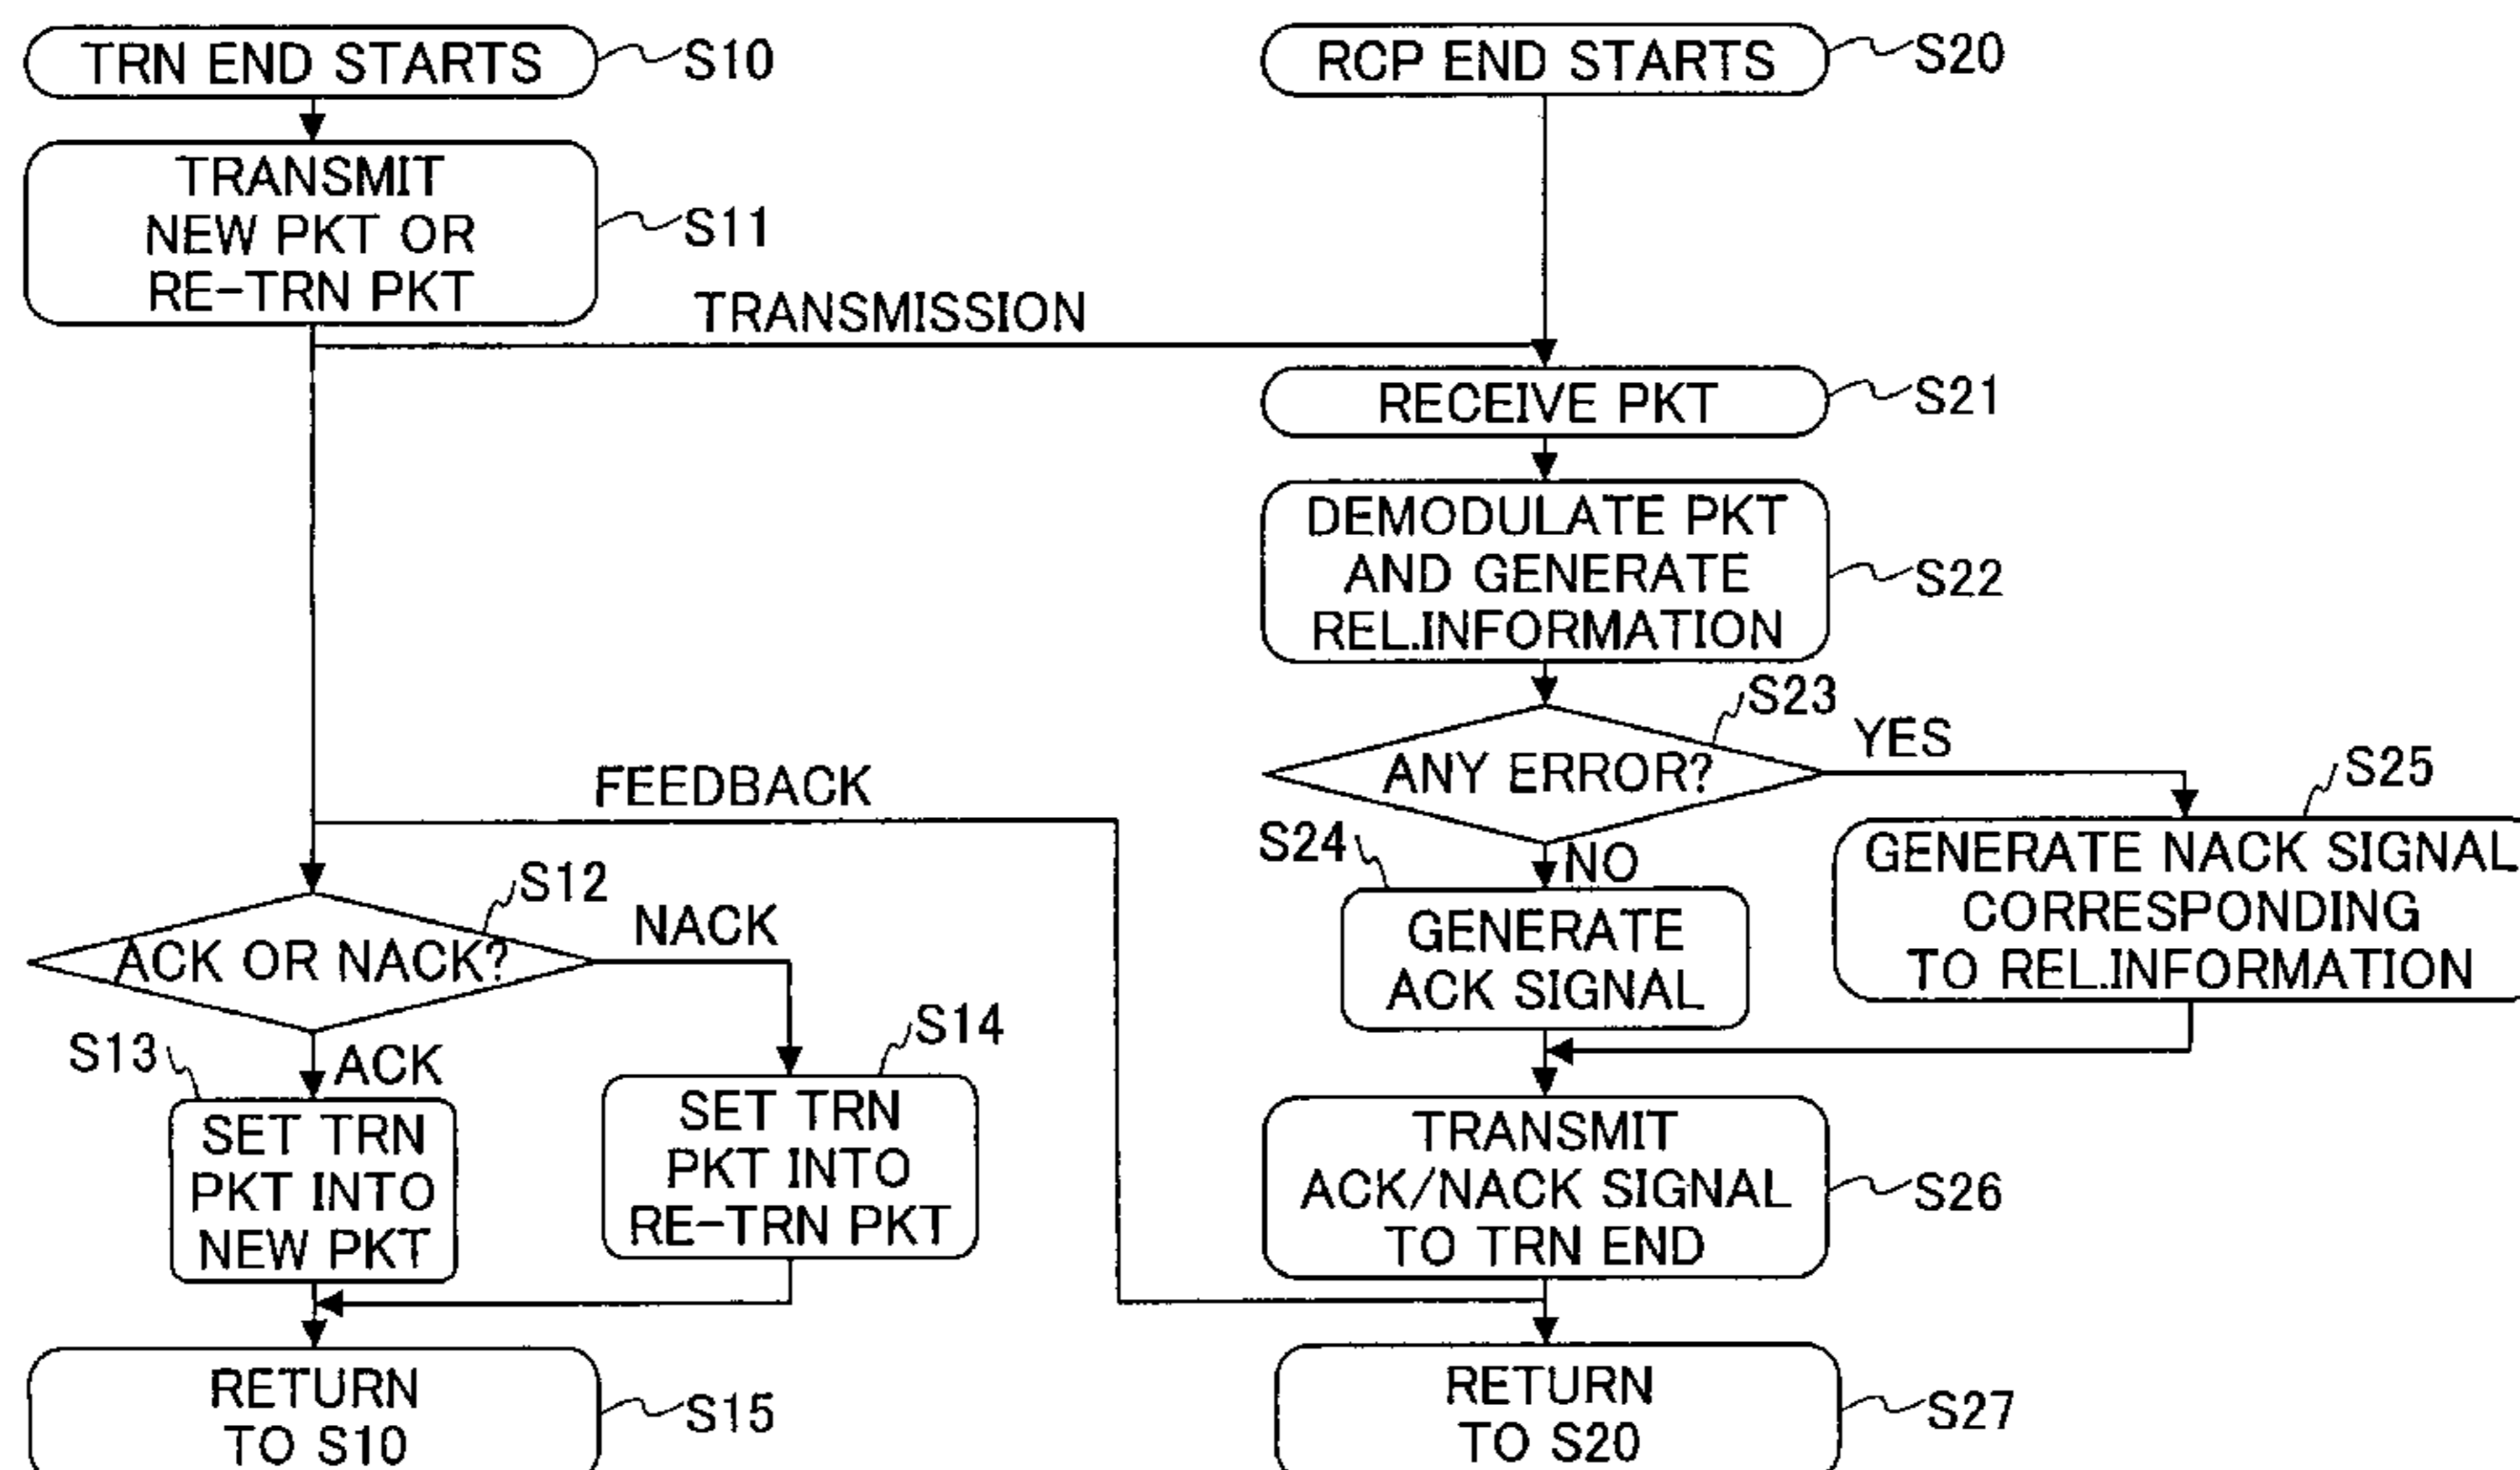 TRN END STARTS
S10
TRANSMIT
NEW PKT OR
RE-TRN PKT
S11
TRANSMISSION
FEEDBACK
ACK OR NACK?
S12
NACK
ACK
S13
SET TRN
PKT INTO
NEW PKT
S14
SET TRN
PKT INTO
RE-TRN PKT
RETURN
TO S10
S15
RCP END STARTS
S20
RECEIVE PKT
S21
DEMODULATE PKT
AND GENERATE
REL.INFORMATION
S22
S23
ANY ERROR?
YES
NO
S24
GENERATE
ACK SIGNAL
S25
GENERATE NACK SIGNAL
CORRESPONDING
TO REL.INFORMATION
TRANSMIT
ACK/NACK SIGNAL
TO TRN END
S26
RETURN
TO S20
S27